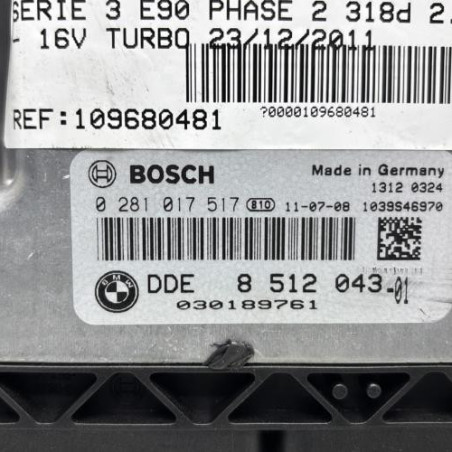 SERIE 3 E90 PHASE 2 318d 2.
- 16V TURBO 23/12/2011
?0000109680481
REF:109680481
BOSCH Made in Germany
1312 0324
0 281 017 517 810 11-07-08 1039S46970
BMW DDE 8 512 043-01
030189761